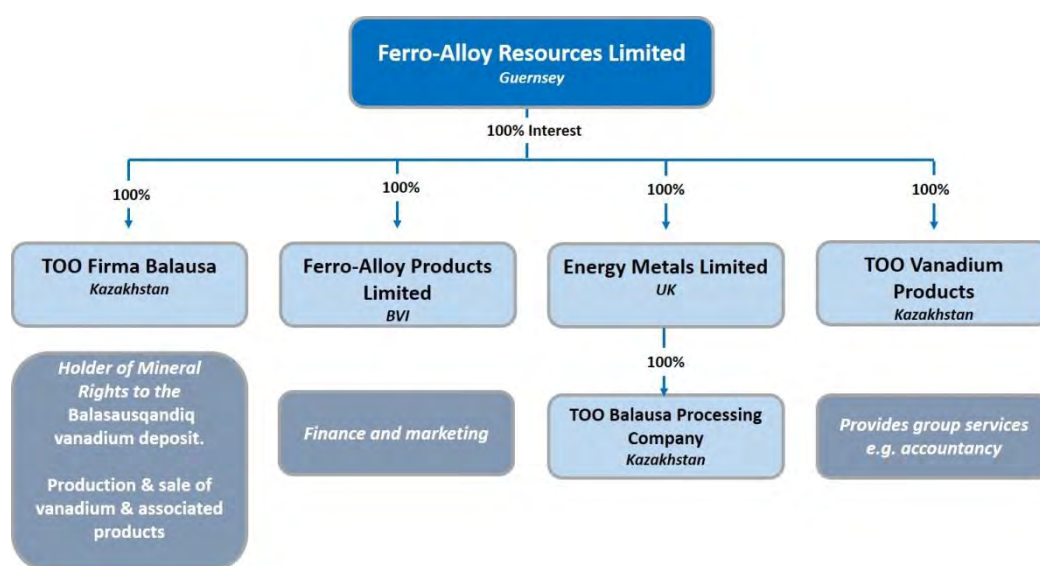 Ferro-Alloy Resources Limited
Guernsey
100% Interest
100%
100%
100%
100%
TOO Firma Balausa
Kazakhstan
Ferro-Alloy Products
Limited
BVI
Energy Metals Limited
UK
TOO Vanadium
Products
Kazakhstan
Holder of Mineral
Rights to the
Balasausqandiq
vanadium deposit.
Production & sale of
vanadium & associated
products
Finance and marketing
100%
TOO Balausa Processing
Company
Kazakhstan
Provides group services
e.g. accountancy